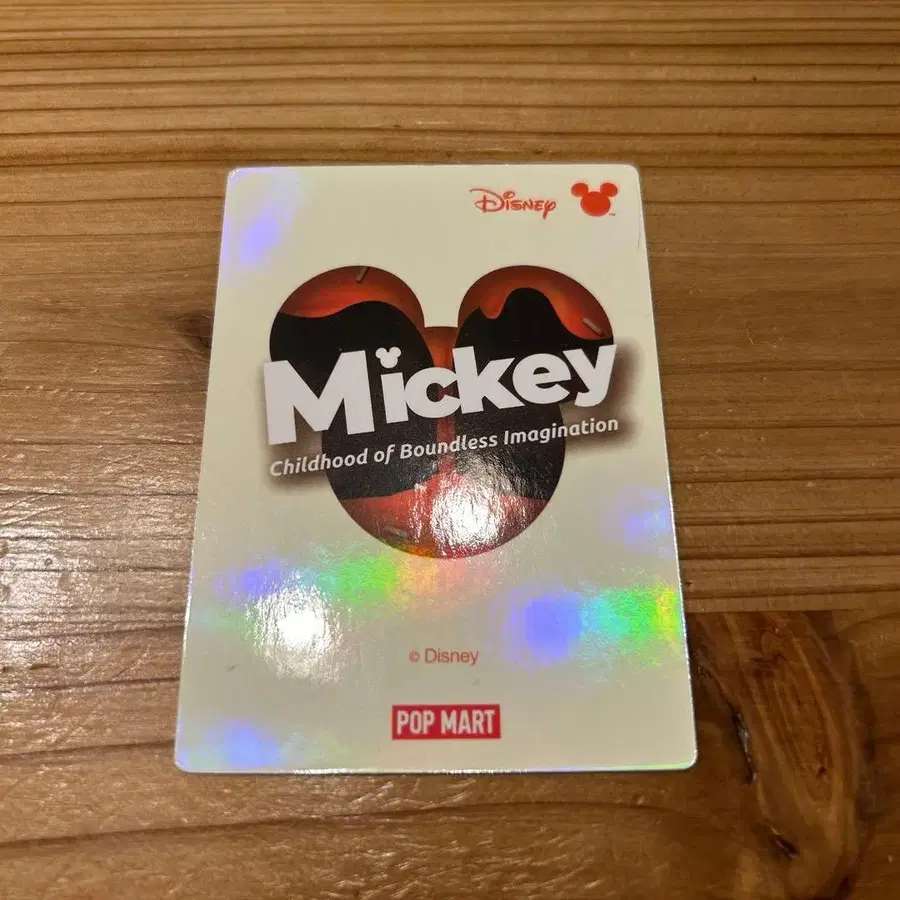 Disney
Mickey
Childhood of Boundless Imagination
© Disney
POP MART